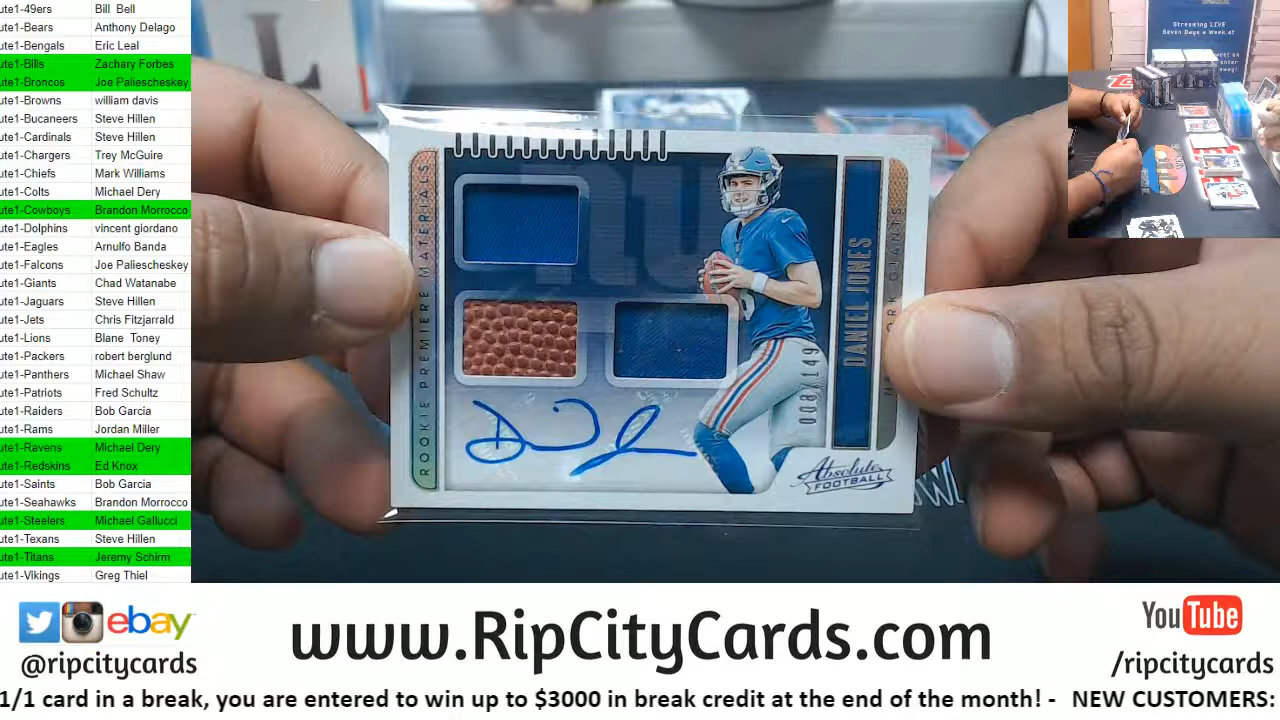 ute1-49ers Bill Bell
ute1-Bears Anthony Delago
ute1-Bengals Eric Leal
ute1-Bills Zachary Forbes
ute1-Broncos Joe Paliescheskey
ute1-Browns william davis
ute1-Bucaneers Steve Hillen
ute1-Cardinals Steve Hillen
ute1-Chargers Trey McGuire
ute1-Chiefs Mark Williams
ute1-Colts Michael Dery
ute1-Cowboys Brandon Morrocco
ute1-Dolphins vincent giordano
ute1-Eagles Arnulfo Banda
ute1-Falcons Joe Paliescheskey
ute1-Giants Chad Watanabe
ute1-Jaguars Steve Hillen
ute1-Jets Chris Fitzjarrald
ute1-Lions Blane Toney
ute1-Packers robert berglund
ute1-Panthers Michael Shaw
ute1-Patriots Fred Schultz
ute1-Raiders Bob Garcia
ute1-Rams Jordan Miller
ute1-Ravens Michael Dery
ute1-Redskins Ed Knox
ute1-Saints Bob Garcia
ute1-Seahawks Brandon Morrocco
ute1-Steelers Michael Gallucci
ute1-Texans Steve Hillen
ute1-Titans Jeremy Schirm
ute1-Vikings Greg Thiel
ROOKIE PREMIERE MATERIALS
DANIEL JONES
008/149
Absolute
FOOTBALL
Streaming LIVE
Seven Days a Week at
ebay
@ripcitycards
www.RipCityCards.com
YouTube
/ripcitycards
1/1 card in a break, you are entered to win up to $3000 in break credit at the end of the month! - NEW CUSTOMERS: